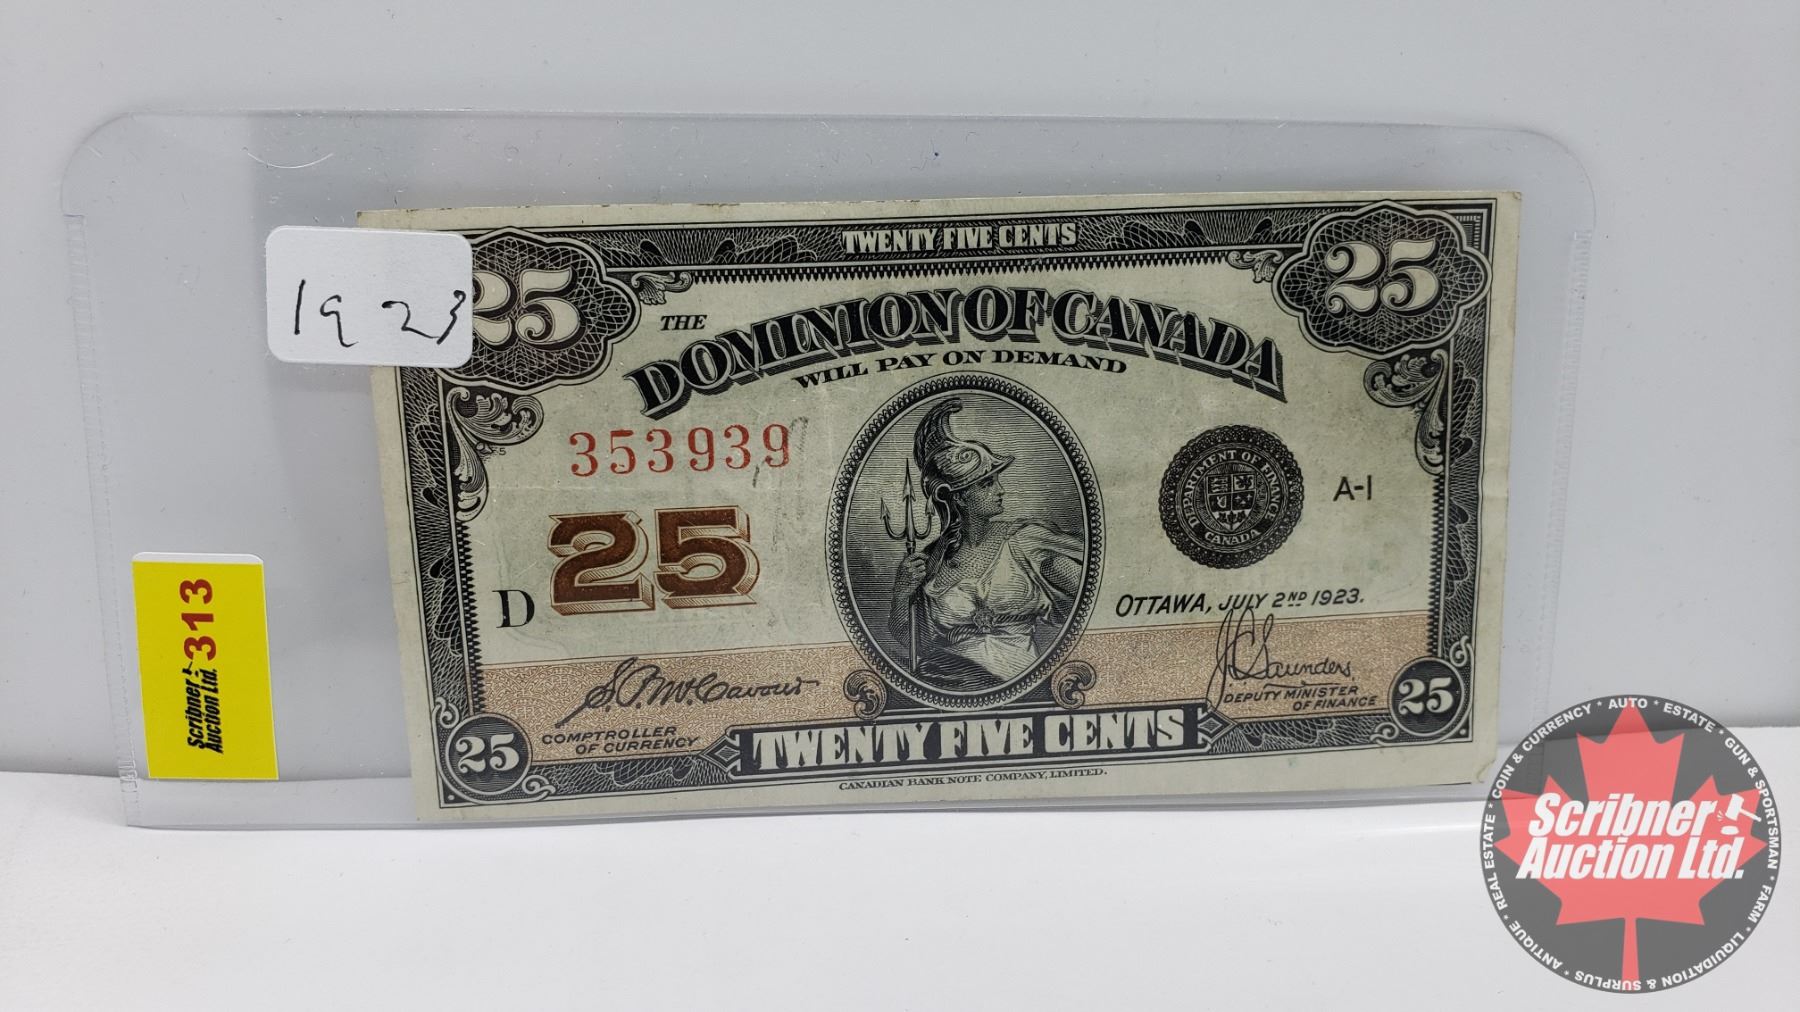 1923
313
Scribner
Auction Ltd.
TWENTY FIVE CENTS
25
25
THE DOMINION OF CANADA
WILL PAY ON DEMAND
353939
25
D
DEPARTMENT OF FINANCE
CANADA
A-1
OTTAWA, JULY 2ND 1923.
J.C. Saunders
DEPUTY MINISTER
OF FINANCE
COMPTROLLER
OF CURRENCY
25
TWENTY FIVE CENTS
25
CANADIAN BANK NOTE COMPANY, LIMITED.
Scribner
Auction Ltd.
REAL ESTATE * COIN & CURRENCY * AUTO * ESTATE * GUN & SPORTSMAN * FARM * LIQUIDATION & SURPLUS * ANTIQUE *